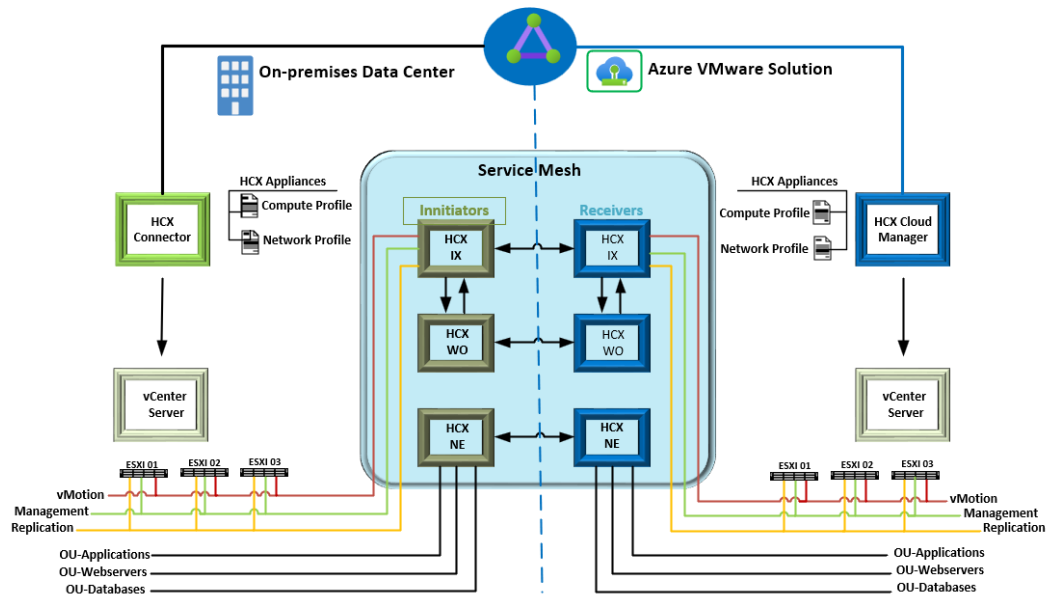 On-premises Data Center
Azure VMware Solution
Service Mesh
HCX Appliances
Compute Profile
Network Profile
HCX
Connector
Innitiators
Receivers
HCX
IX
HCX
IX
HCX
WO
HCX
WO
HCX
NE
HCX
NE
HCX Appliances
Compute Profile
Network Profile
HCX Cloud
Manager
vCenter
Server
vCenter
Server
ESXI 01
ESXI 02
ESXI 03
vMotion
Management
Replication
OU-Applications
OU-Webservers
OU-Databases
ESXI 01
ESXI 02
ESXI 03
vMotion
Management
Replication
OU-Applications
OU-Webservers
OU-Databases